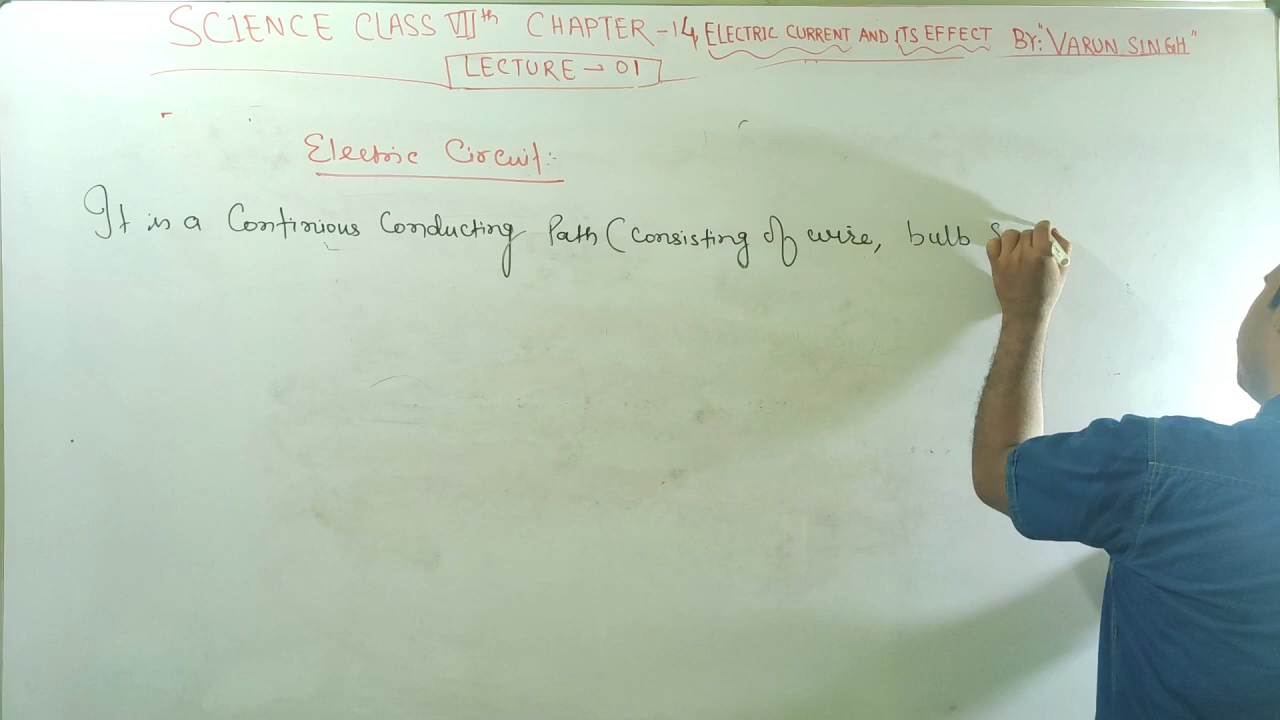 SCIENCE CLASS VIIth CHAPTER-14, ELECTRIC CURRENT AND ITS EFFECT BY: "VARUN SINGH"
LECTURE → 01
Electric Circuit:-
It is a Continious Conducting Path (consisting of wire, bulb